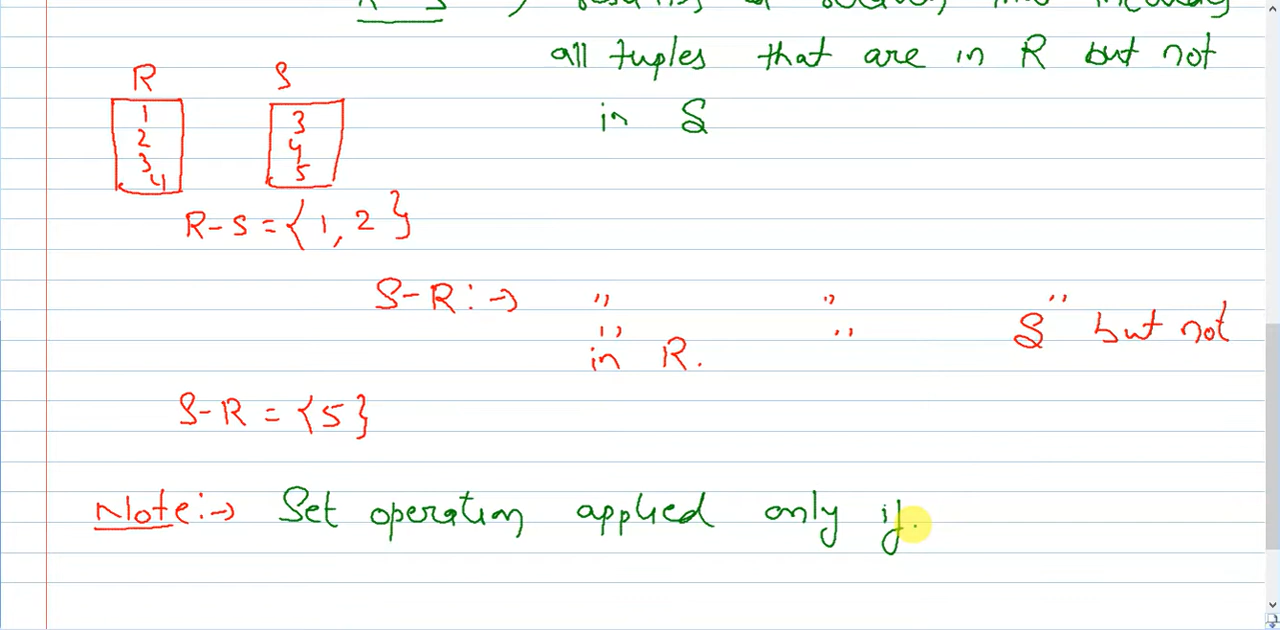 R - S
all tuples that are in R but not
in S
R S
1 3
2 4
3 5
4
R-S = {1, 2}
S-R :→ " " "
" " S but not
in R.
S-R = {5}
Note :→ Set operation applied only if.